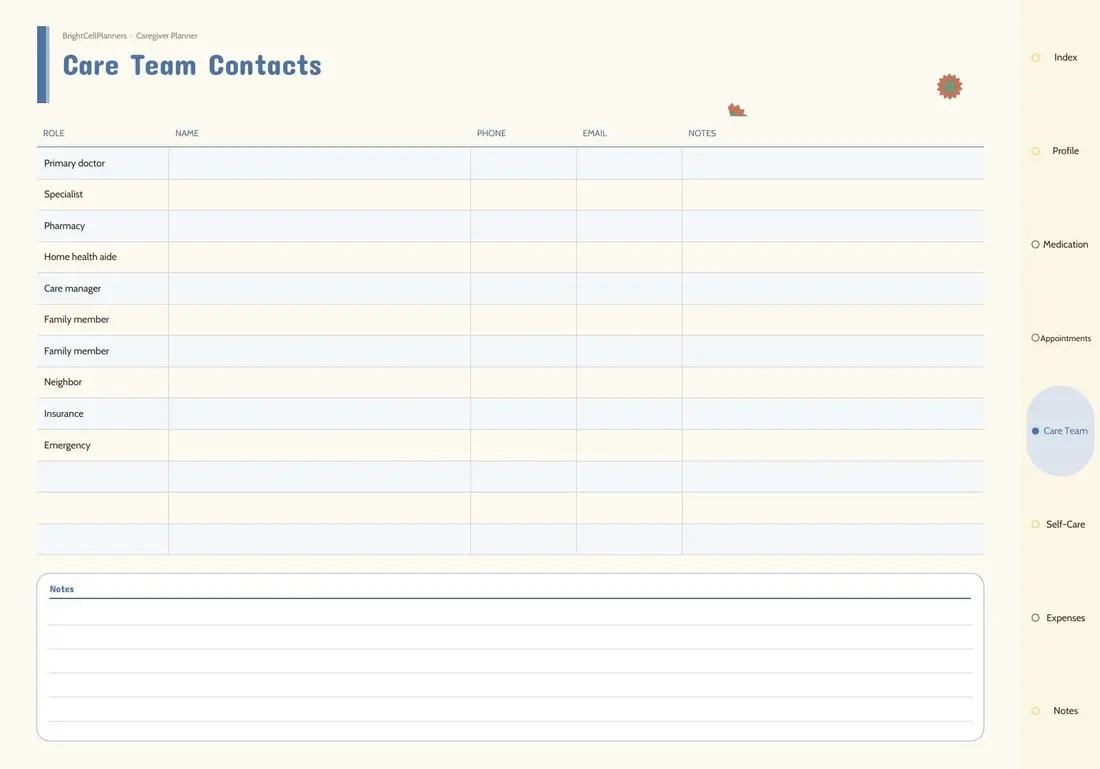 BrightCellPlanners · Caregiver Planner
Care Team Contacts
ROLE NAME PHONE EMAIL NOTES
Primary doctor
Specialist
Pharmacy
Home health aide
Care manager
Family member
Family member
Neighbor
Insurance
Emergency
Notes
Index
Profile
Medication
Appointments
Care Team
Self-Care
Expenses
Notes